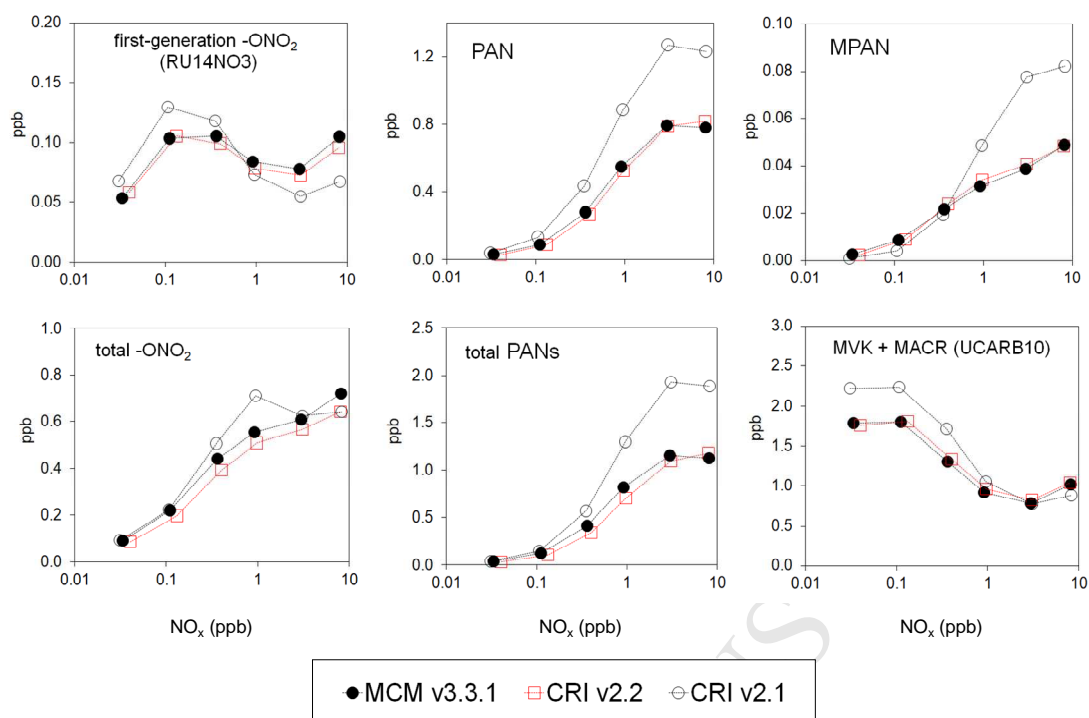 first-generation -ONO₂
(RU14NO3)
ppb
0.20
0.15
0.10
0.05
0.00
0.01 0.1 1 10
PAN
ppb
1.2
0.8
0.4
0.0
0.01 0.1 1 10
MPAN
ppb
0.10
0.08
0.06
0.04
0.02
0.00
0.01 0.1 1 10
total -ONO₂
ppb
1.0
0.8
0.6
0.4
0.2
0.0
0.01 0.1 1 10
NOₓ (ppb)
total PANs
ppb
2.5
2.0
1.5
1.0
0.5
0.0
0.01 0.1 1 10
NOₓ (ppb)
MVK + MACR (UCARB10)
ppb
3.0
2.5
2.0
1.5
1.0
0.5
0.0
0.01 0.1 1 10
NOₓ (ppb)
MCM v3.3.1 CRI v2.2 CRI v2.1